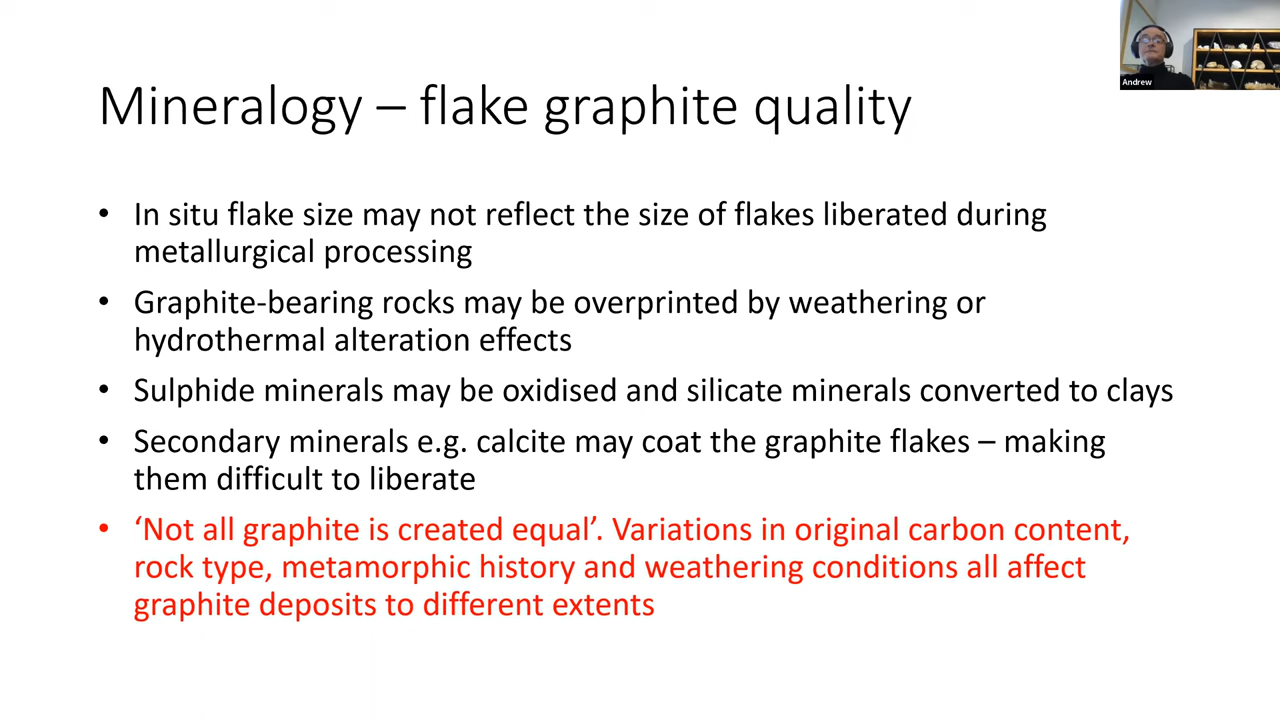 Andrew
Mineralogy – flake graphite quality
• In situ flake size may not reflect the size of flakes liberated during
metallurgical processing
• Graphite-bearing rocks may be overprinted by weathering or
hydrothermal alteration effects
• Sulphide minerals may be oxidised and silicate minerals converted to clays
• Secondary minerals e.g. calcite may coat the graphite flakes – making
them difficult to liberate
• ‘Not all graphite is created equal’. Variations in original carbon content,
rock type, metamorphic history and weathering conditions all affect
graphite deposits to different extents